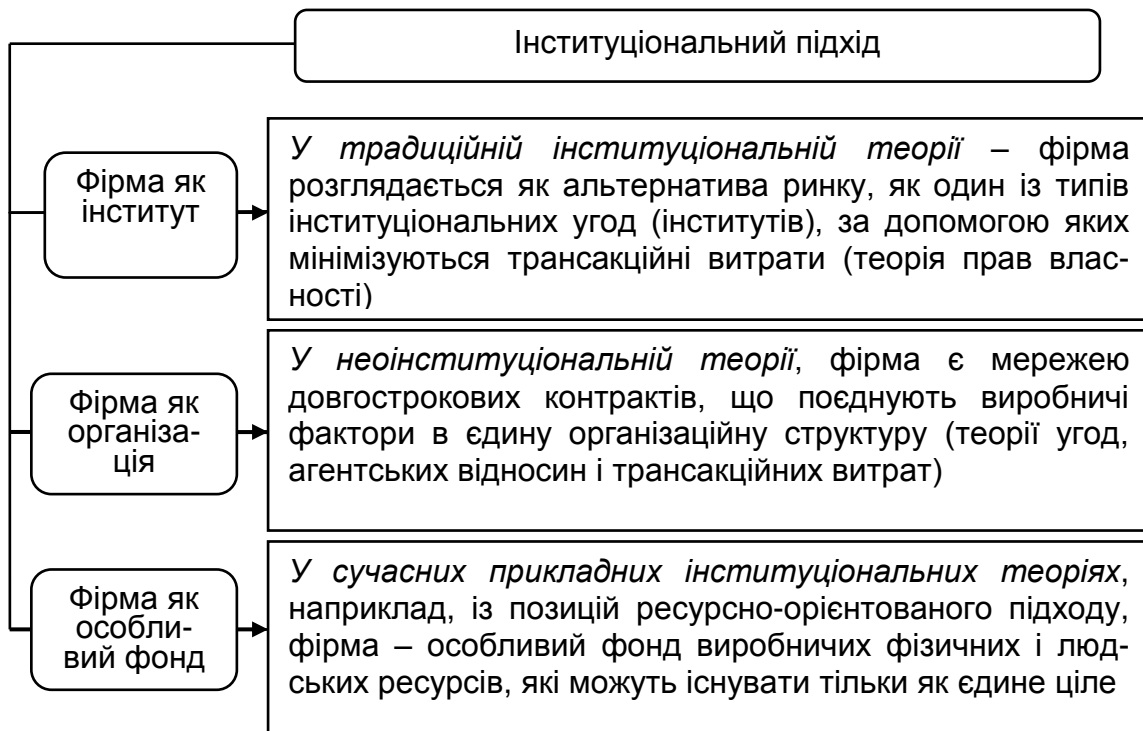 Інституціональний підхід
Фірма як
інститут
У традиційній інституціональній теорії – фірма
розглядається як альтернатива ринку, як один із типів
інституціональних угод (інститутів), за допомогою яких
мінімізуються трансакційні витрати (теорія прав влас-
ності)
Фірма як
організа-
ція
У неоінституціональній теорії, фірма є мережею
довгострокових контрактів, що поєднують виробничі
фактори в єдину організаційну структуру (теорії угод,
агентських відносин і трансакційних витрат)
Фірма як
особли-
вий фонд
У сучасних прикладних інституціональних теоріях,
наприклад, із позицій ресурсно-орієнтованого підходу,
фірма – особливий фонд виробничих фізичних і люд-
ських ресурсів, які можуть існувати тільки як єдине ціле